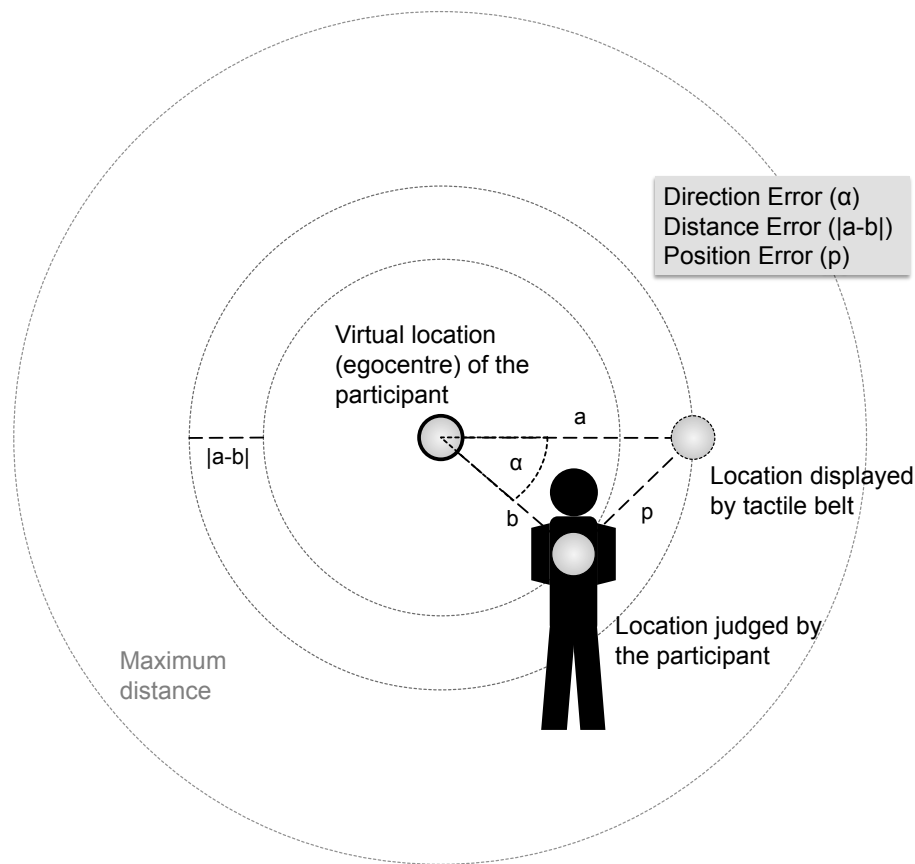 Direction Error (α)
Distance Error (|a-b|)
Position Error (p)
Virtual location
(egocentre) of the
participant
a
|a-b|
α
b
p
Location displayed
by tactile belt
Location judged by
the participant
Maximum
distance